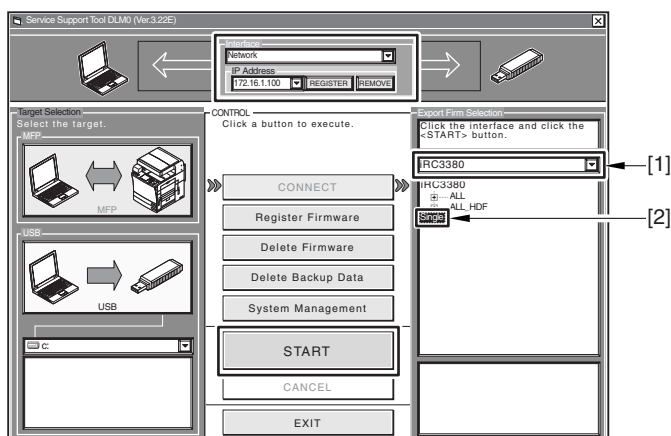 Service Support Tool DLM0 (Ver.3.22E)
Interface
Network
IP Address
172.16.1.100
REGISTER
REMOVE
Target Selection
Select the target.
MFP
MFP
USB
USB
C:
CONTROL
Click a button to execute.
CONNECT
Register Firmware
Delete Firmware
Delete Backup Data
System Management
START
CANCEL
EXIT
Export Firm Selection
Click the interface and click the
<START> button.
iRC3380
[1]
iRC3380
ALL
ALL_HDF
Single
[2]